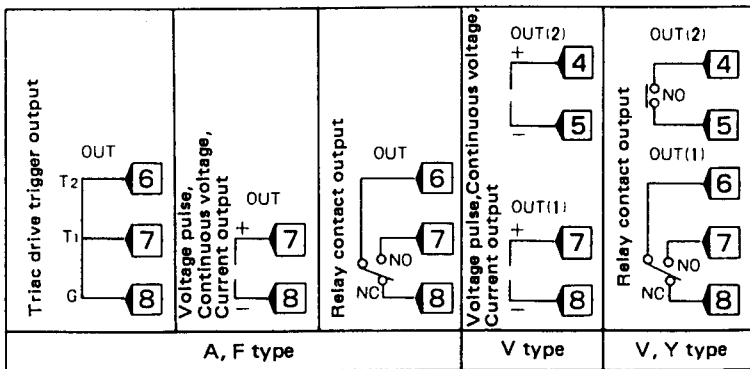 Triac drive trigger output
OUT
T2 6
T1 7
G 8
Voltage pulse,
Continuous voltage,
Current output
OUT
+ 7
− 8
Relay contact output
OUT
6
NO 7
NC 8
A, F type
Voltage pulse,Continuous voltage,
Current output
OUT(2)
+ 4
− 5
OUT(1)
+ 7
− 8
V type
Relay contact output
OUT(2)
4
NO
5
OUT(1)
6
7
NO
NC 8
V, Y type